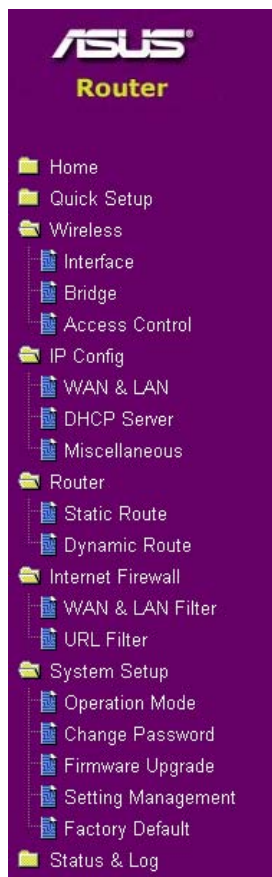 ASUS®
Router
Home
Quick Setup
Wireless
Interface
Bridge
Access Control
IP Config
WAN & LAN
DHCP Server
Miscellaneous
Router
Static Route
Dynamic Route
Internet Firewall
WAN & LAN Filter
URL Filter
System Setup
Operation Mode
Change Password
Firmware Upgrade
Setting Management
Factory Default
Status & Log